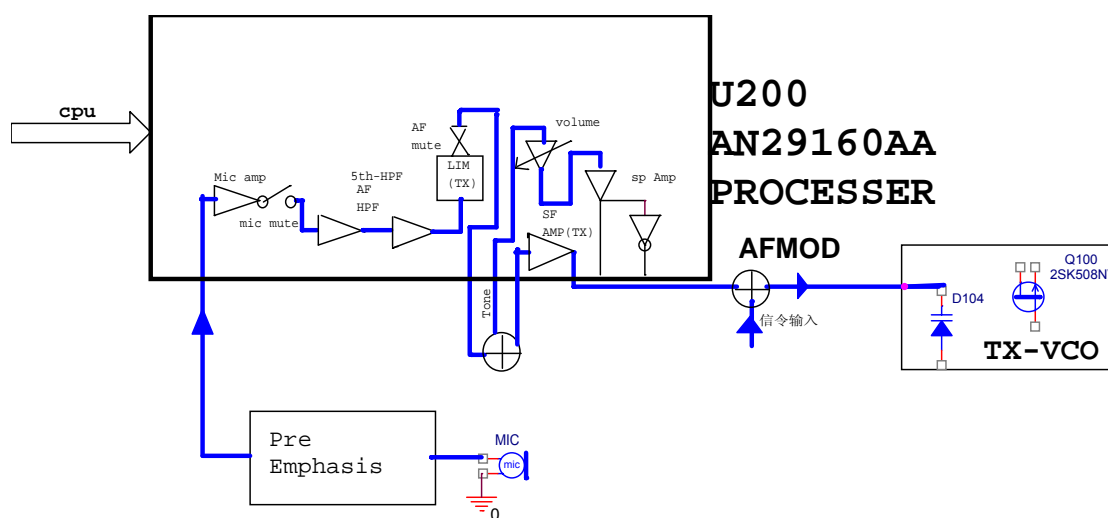 U200
cpu
AF
mute
volume
AN29160AA
LIM
(TX)
Mic amp
5th-HPF
AF
HPF
sp Amp
PROCESSER
mic mute
SF
AMP(TX)
AFMOD
Q100
2SK508N
D104
Tone
信令输入
TX-VCO
Pre
Emphasis
MIC
mic
0